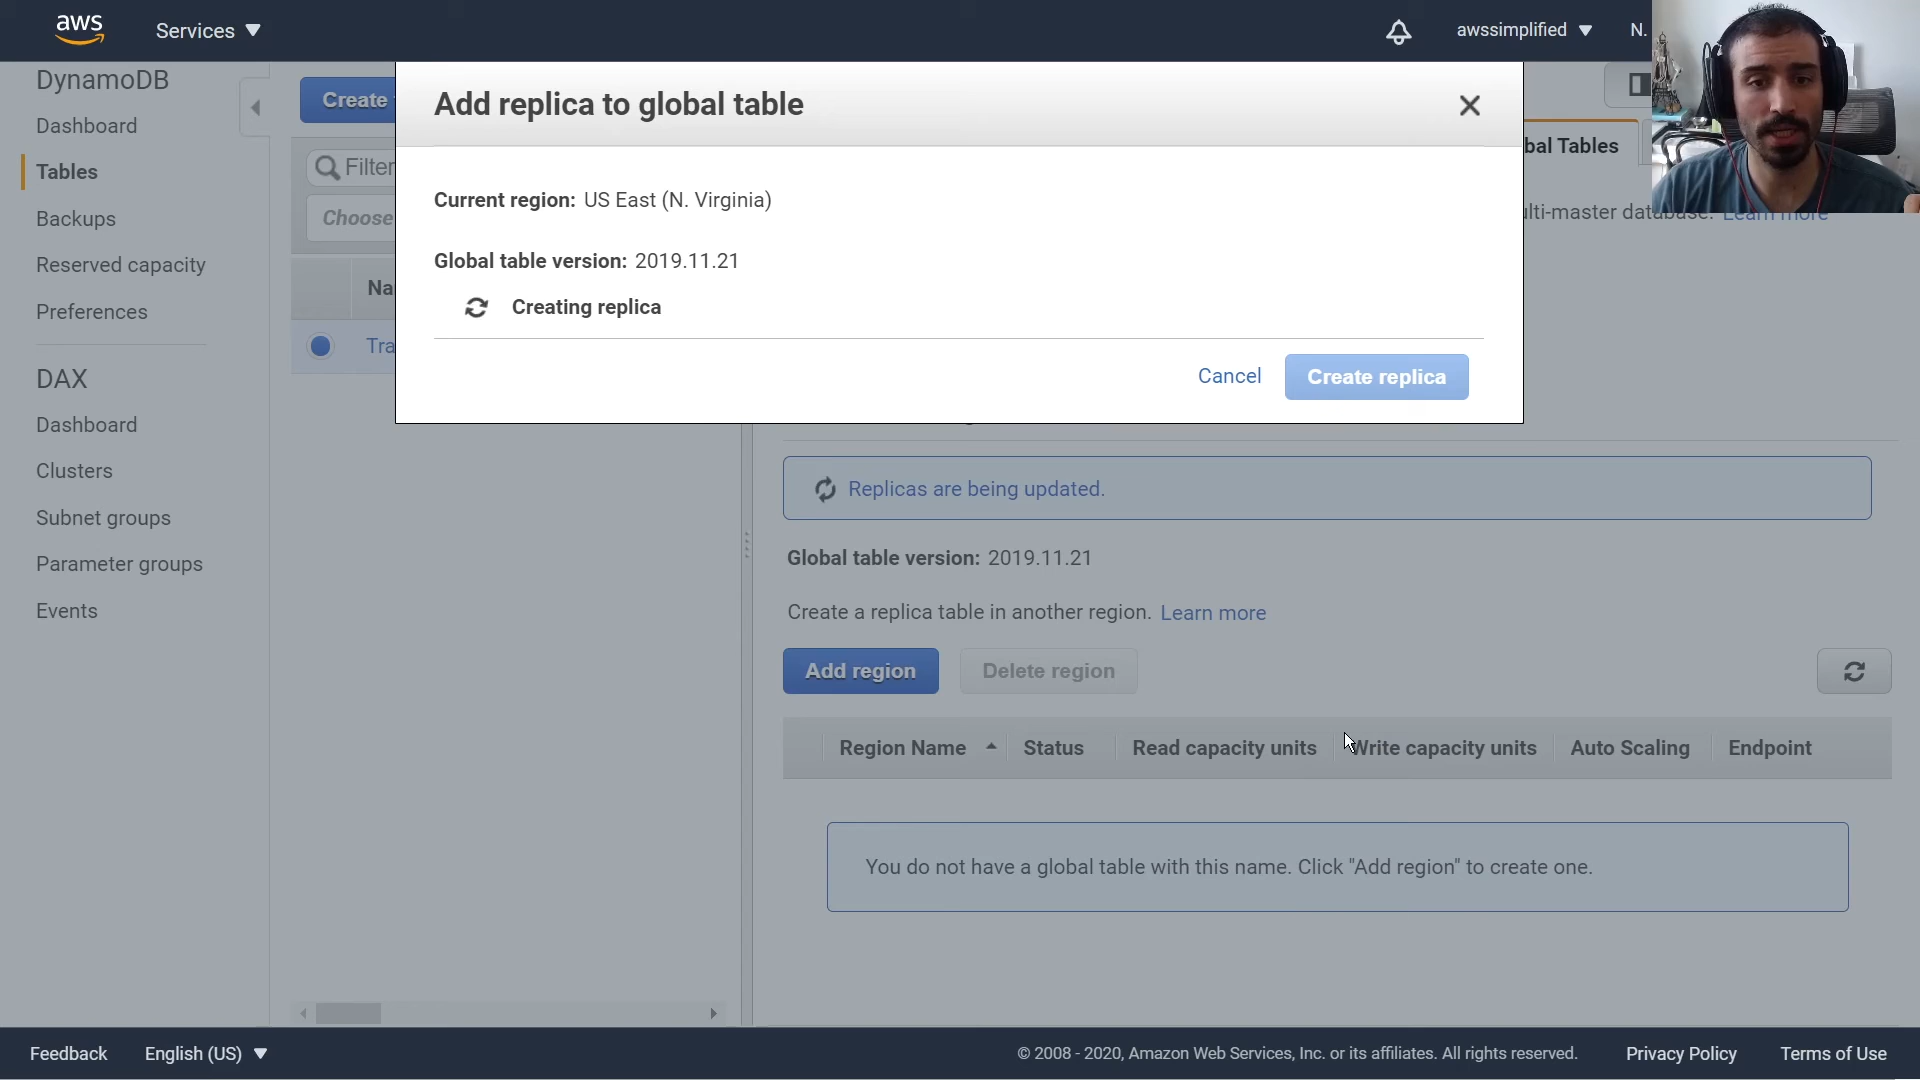 aws
Services
awssimplified
N.
DynamoDB
Dashboard
Tables
Backups
Reserved capacity
Preferences
DAX
Dashboard
Clusters
Subnet groups
Parameter groups
Events
Create
Filter
Choose
Na
Tra
Add replica to global table
Current region: US East (N. Virginia)
Global table version: 2019.11.21
Creating replica
Cancel
Create replica
bal Tables
ulti-master database. Learn more
Replicas are being updated.
Global table version: 2019.11.21
Create a replica table in another region. Learn more
Add region
Delete region
Region Name
Status
Read capacity units
Write capacity units
Auto Scaling
Endpoint
You do not have a global table with this name. Click "Add region" to create one.
Feedback
English (US)
© 2008 - 2020, Amazon Web Services, Inc. or its affiliates. All rights reserved.
Privacy Policy
Terms of Use